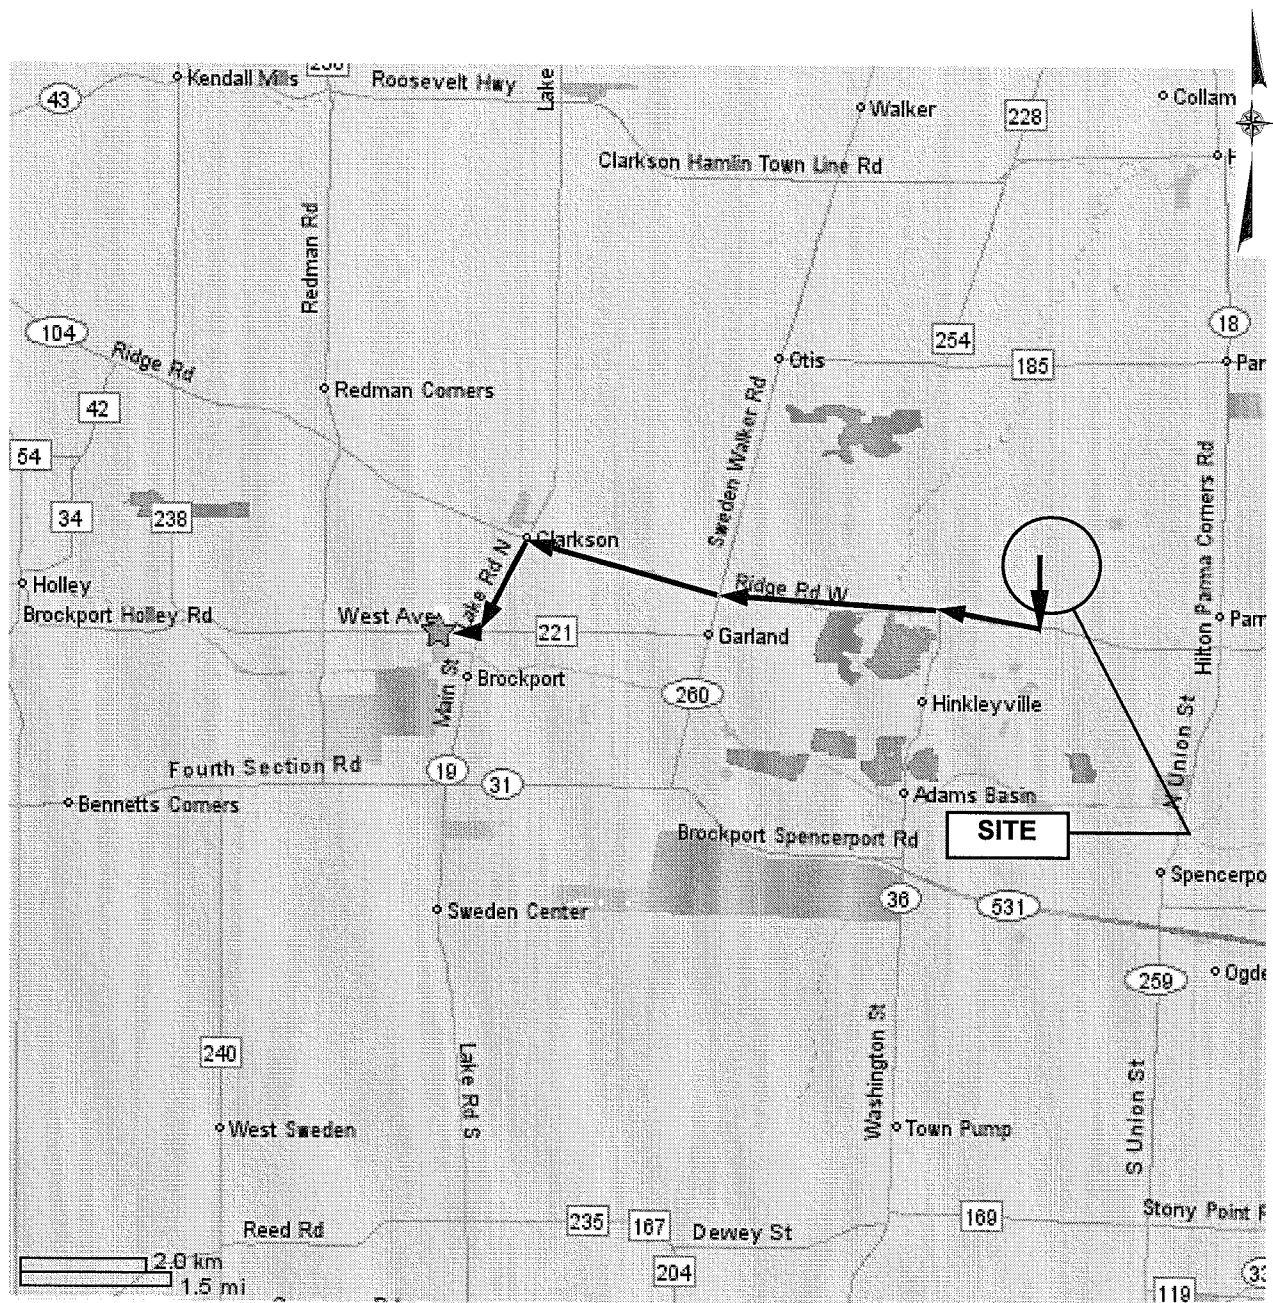 Kendall Mills
Roosevelt Hwy
Lake
43
Walker
228
Collam
Clarkson Hamlin Town Line Rd
Redman Rd
104
Ridge Rd
18
254
Otis
185
Par
Redman Corners
42
54
Sweden Walker Rd
Hilton Parma Corners Rd
34
238
Clarkson
Lake Rd N
Holley
Brockport Holley Rd
West Ave
221
Ridge Rd W
Garland
Parm
Main St
Brockport
260
Hinkleyville
N Union St
Fourth Section Rd
19
31
Bennetts Corners
Adams Basin
Brockport Spencerport Rd
SITE
Spencerpo
36
531
Sweden Center
259
Ogde
240
Lake Rd S
Washington St
S Union St
West Sweden
Town Pump
Reed Rd
235
167
Dewey St
169
Stony Point R
204
2.0 km
1.5 mi
33
119